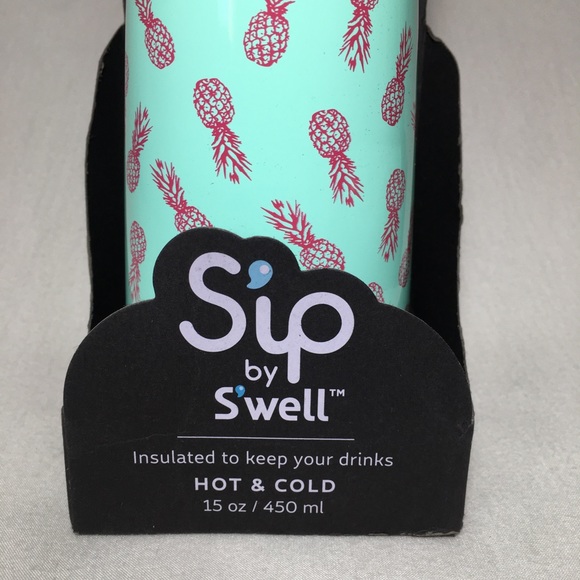 S'ip
by
S'well™
Insulated to keep your drinks
HOT & COLD
15 oz / 450 ml